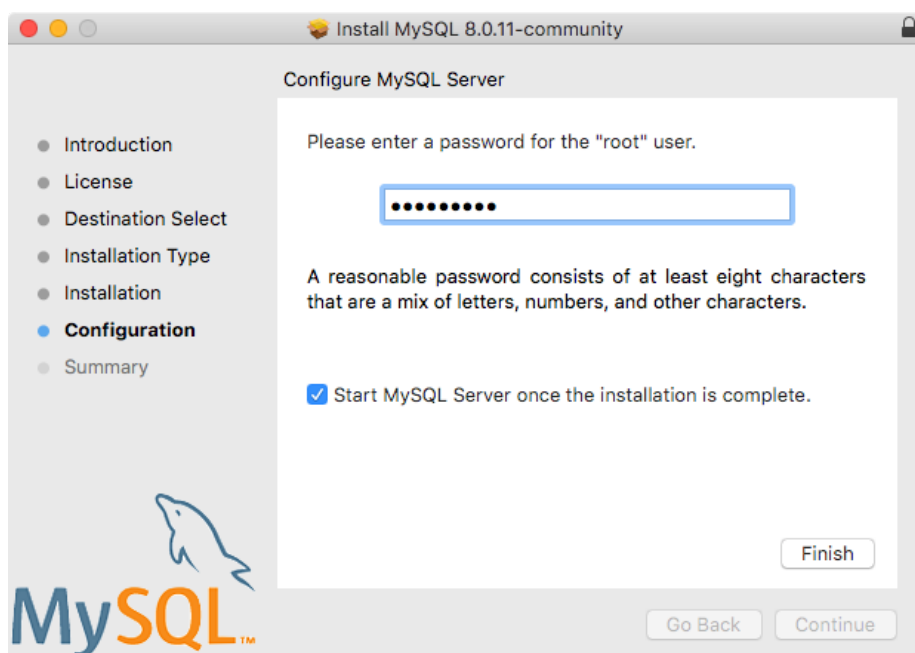 Install MySQL 8.0.11-community
Configure MySQL Server
Introduction
License
Destination Select
Installation Type
Installation
Configuration
Summary
Please enter a password for the "root" user.
•••••••••
A reasonable password consists of at least eight characters
that are a mix of letters, numbers, and other characters.
Start MySQL Server once the installation is complete.
Finish
MySQL™
Go Back
Continue